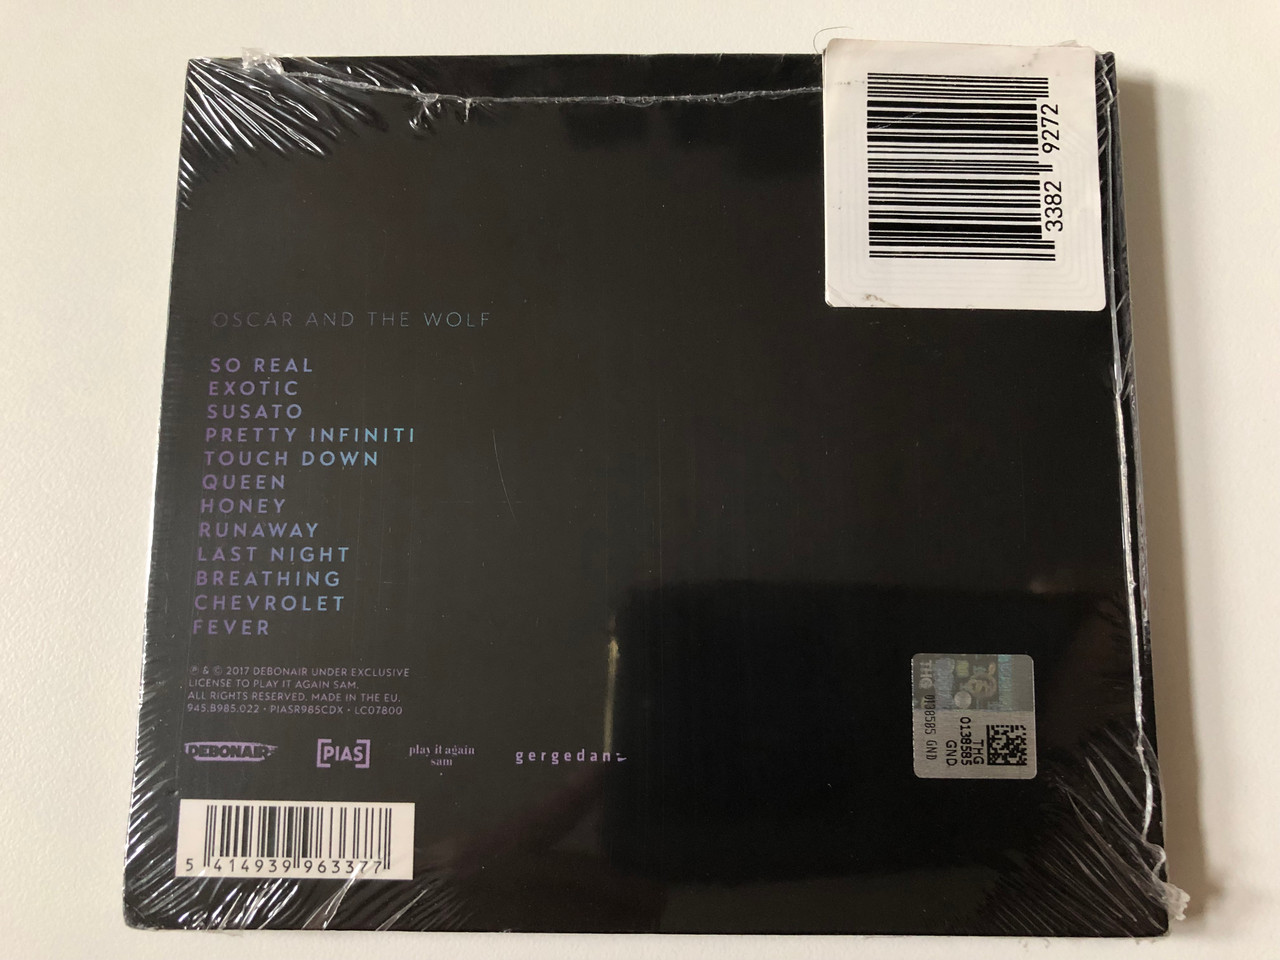 3382 9272
OSCAR AND THE WOLF
SO REAL
EXOTIC
SUSATO
PRETTY INFINITI
TOUCH DOWN
QUEEN
HONEY
RUNAWAY
LAST NIGHT
BREATHING
CHEVROLET
FEVER
℗ & © 2017 DEBONAIR UNDER EXCLUSIVE
LICENSE TO PLAY IT AGAIN SAM.
ALL RIGHTS RESERVED. MADE IN THE EU.
945.B985.022 • PIASR985CDX • LC07800
DEBONAIR
[PIAS]
play it again
sam
gergedan
5 414939 963377
THG 0138585 GND
THG
0138585
GND